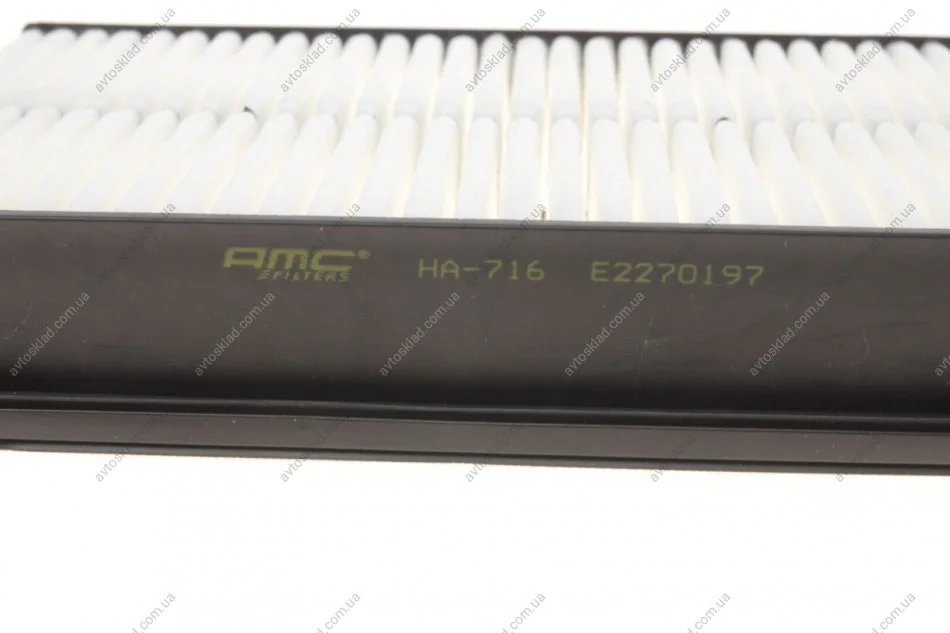 AMC® HA-716 E2270197
FILTERS
avtosklad.com.ua